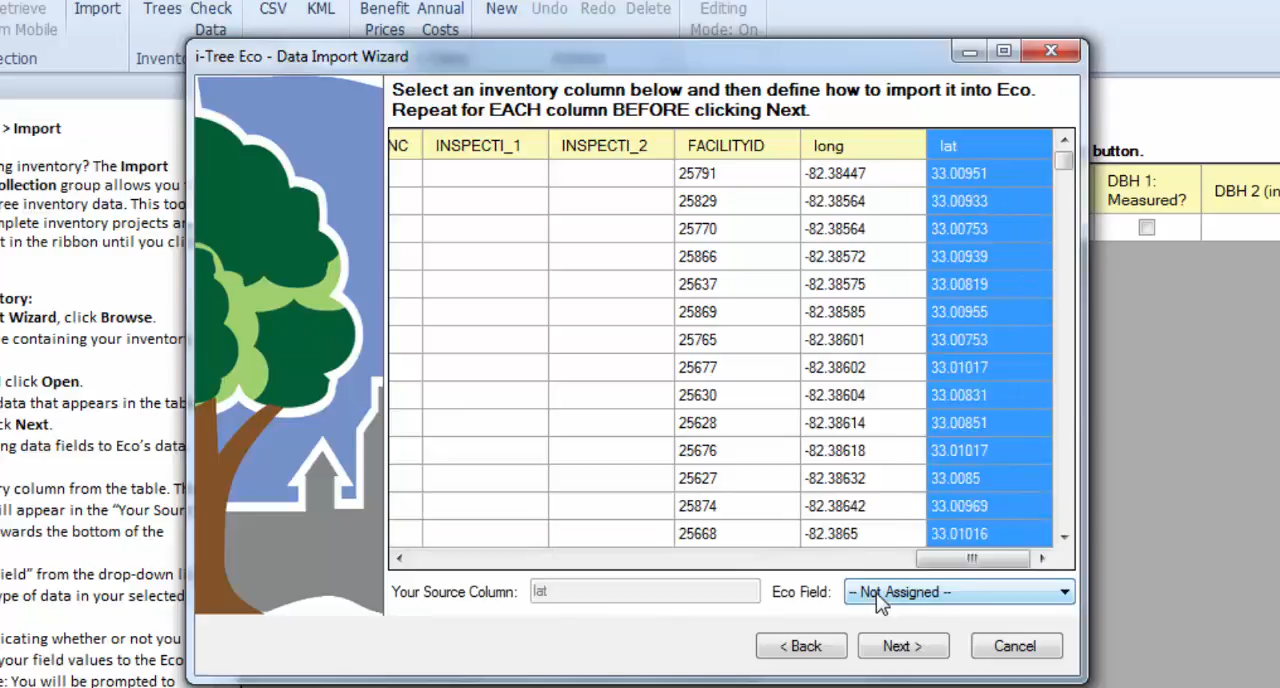 etrieve Import Trees Check CSV KML Benefit Annual New Undo Redo Delete Editing
m Mobile Data Prices Costs Mode: On
ction Invent
i-Tree Eco - Data Import Wizard
Select an inventory column below and then define how to import it into Eco.
Repeat for EACH column BEFORE clicking Next.
NC INSPECTI_1 INSPECTI_2 FACILITYID long lat
25791 -82.38447 33.00951
25829 -82.38564 33.00933
25770 -82.38564 33.00753
25866 -82.38572 33.00939
25637 -82.38575 33.00819
25869 -82.38585 33.00955
25765 -82.38601 33.00753
25677 -82.38602 33.01017
25630 -82.38604 33.00831
25628 -82.38614 33.00851
25676 -82.38618 33.01017
25627 -82.38632 33.0085
25874 -82.38642 33.00969
25668 -82.3865 33.01016
Your Source Column: lat Eco Field: -- Not Assigned --
< Back Next > Cancel
> Import
ng inventory? The Import
ollection group allows you
ree inventory data. This too
mplete inventory projects a
t in the ribbon until you cli
tory:
t Wizard, click Browse.
e containing your inventor
d click Open.
data that appears in the tab
ck Next.
ng data fields to Eco's data
ry column from the table. Th
ill appear in the "Your Sour
wards the bottom of the
ield" from the drop-down li
ype of data in your selected
icating whether or not you
your field values to the Eco
e: You will be prompted to
button.
DBH 1:
Measured?
DBH 2 (in